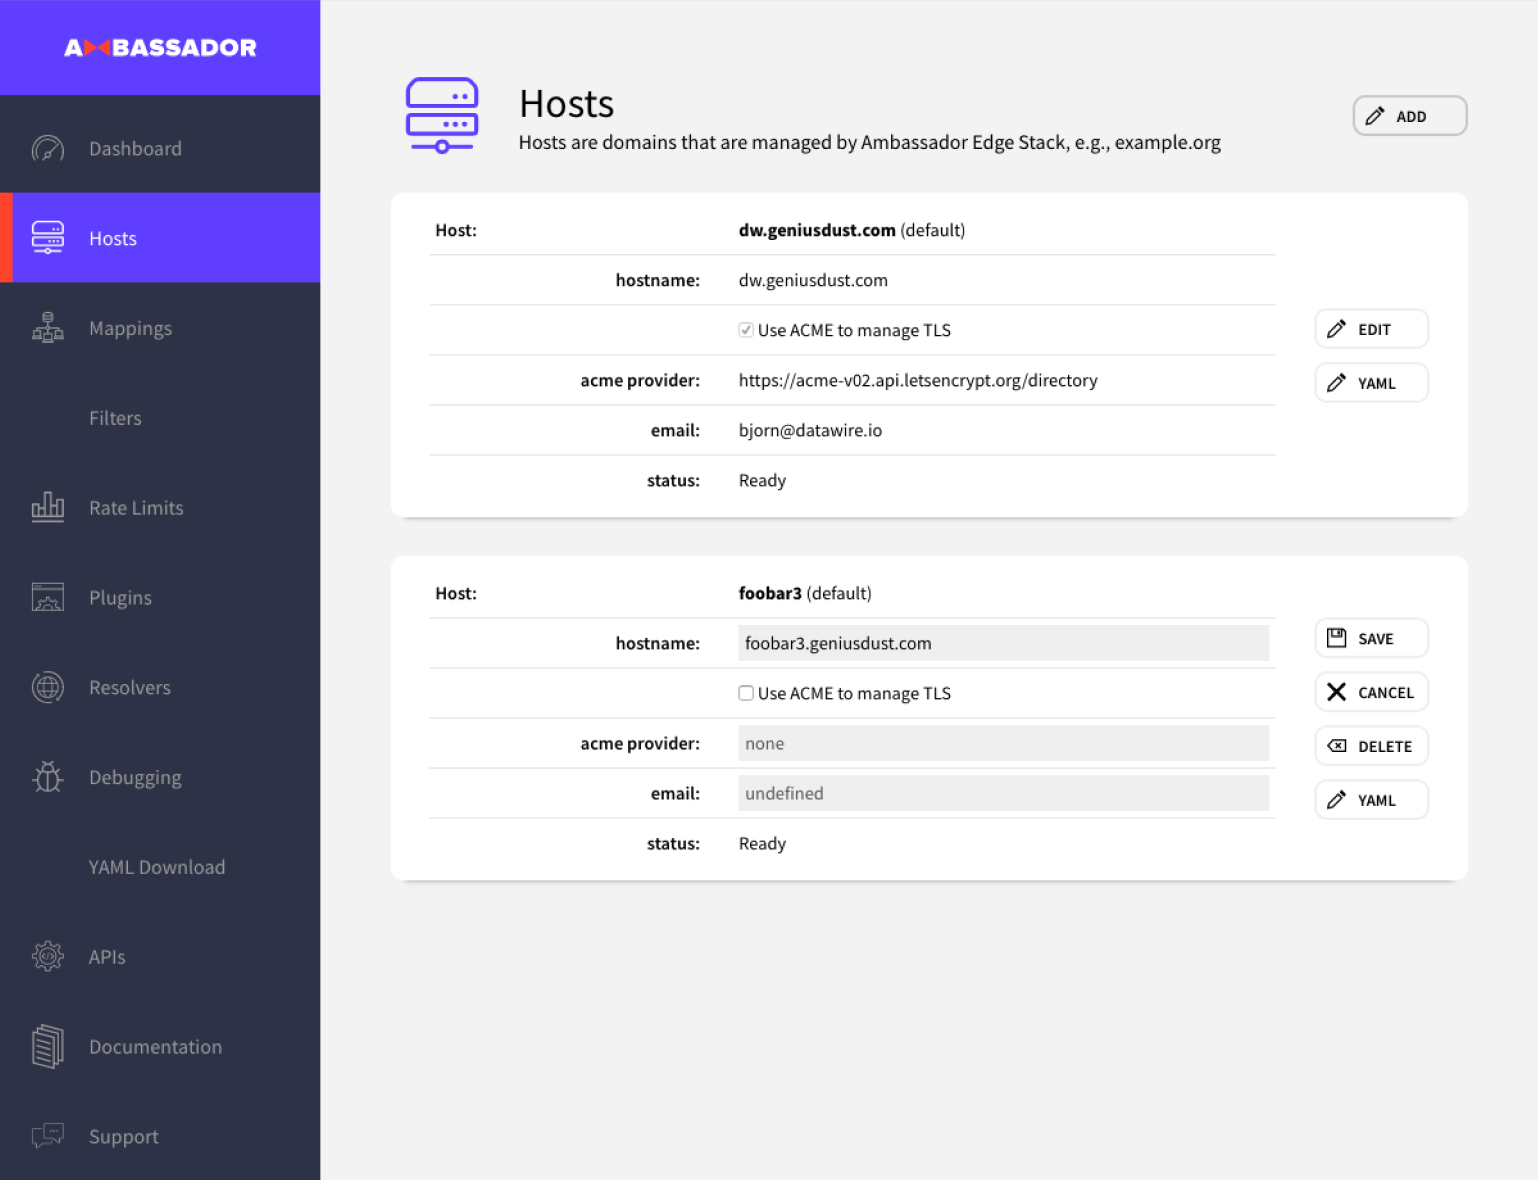 AMBASSADOR
Dashboard
Hosts
Mappings
Filters
Rate Limits
Plugins
Resolvers
Debugging
YAML Download
APIs
Documentation
Support
Hosts
Hosts are domains that are managed by Ambassador Edge Stack, e.g., example.org
ADD
Host: dw.geniusdust.com (default)
hostname: dw.geniusdust.com
Use ACME to manage TLS
acme provider: https://acme-v02.api.letsencrypt.org/directory
email: bjorn@datawire.io
status: Ready
EDIT
YAML
Host: foobar3 (default)
hostname: foobar3.geniusdust.com
Use ACME to manage TLS
acme provider: none
email: undefined
status: Ready
SAVE
CANCEL
DELETE
YAML